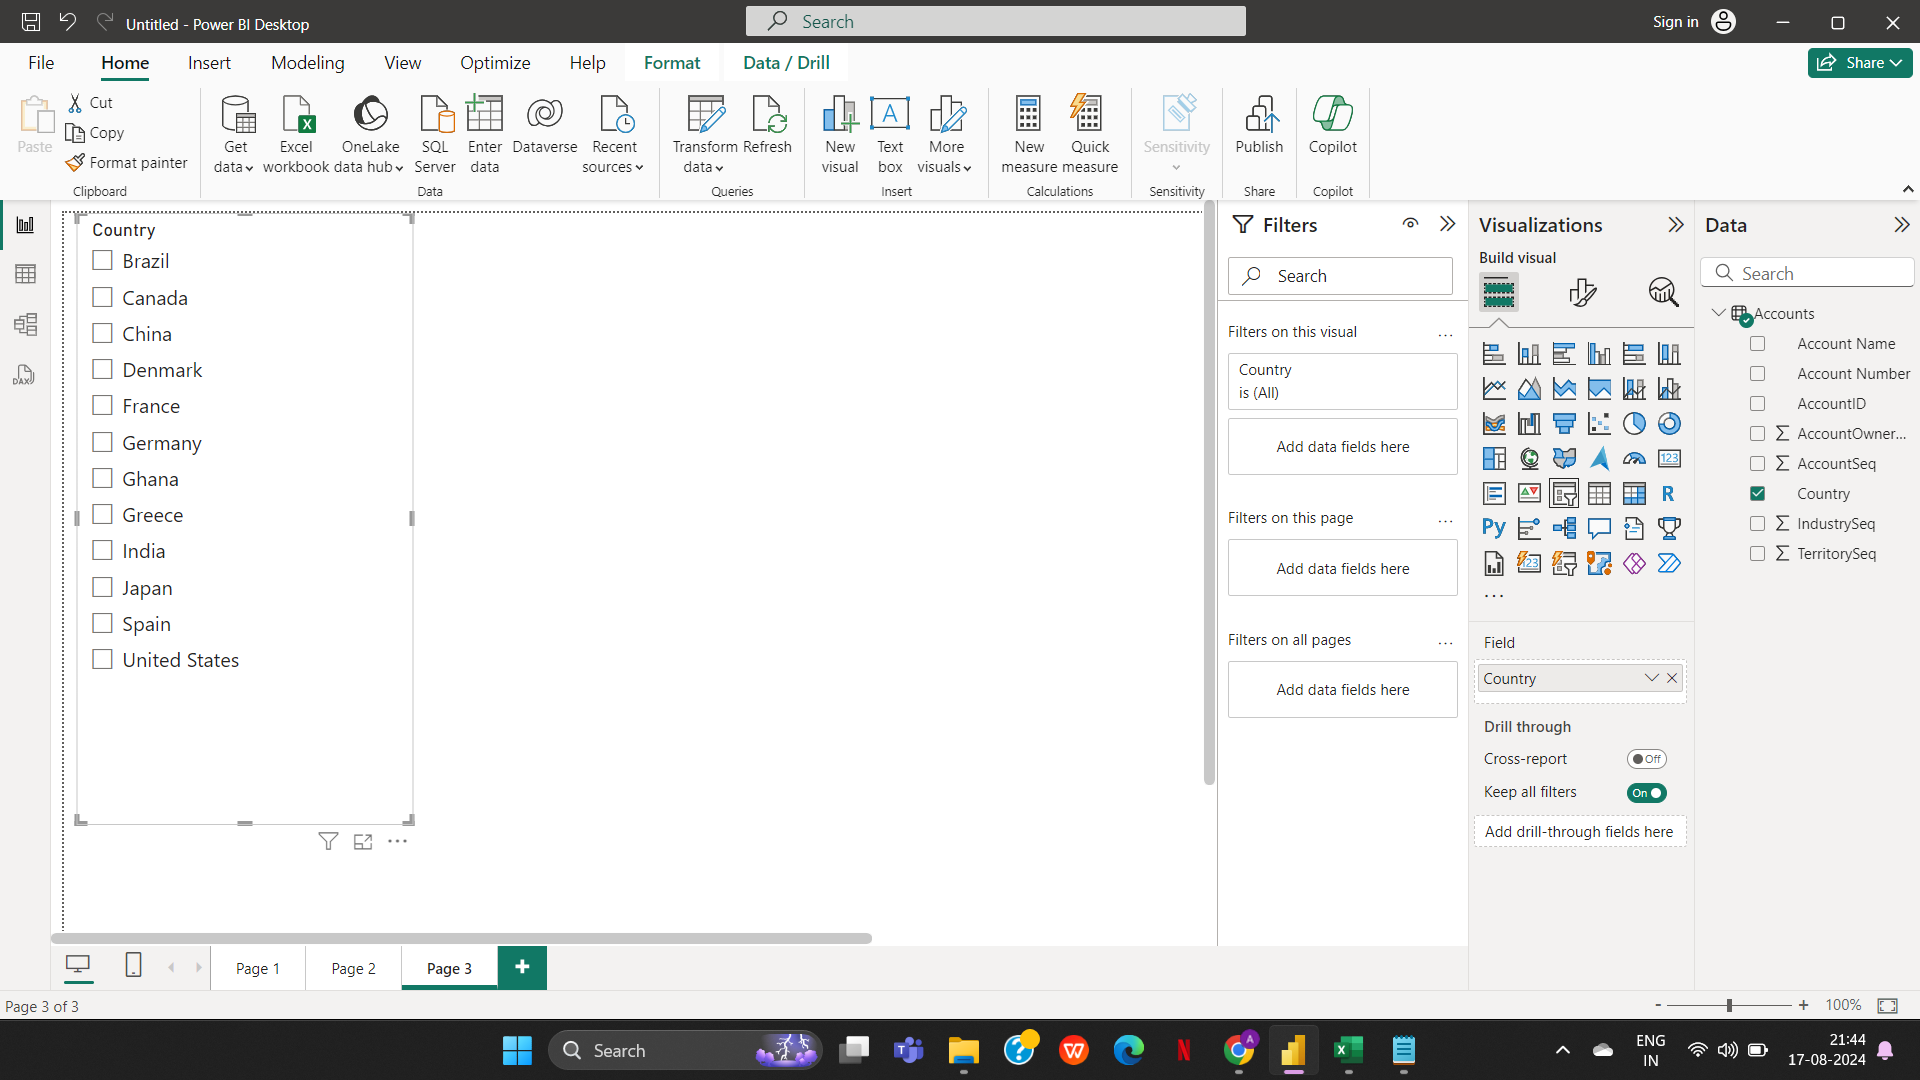 Untitled - Power BI Desktop
Search
Sign in
File
Home
Insert
Modeling
View
Optimize
Help
Format
Data / Drill
Share
Paste
Cut
Copy
Format painter
Clipboard
Get data
Excel workbook
OneLake data hub
SQL Server
Enter data
Dataverse
Recent sources
Data
Transform data
Refresh
Queries
New visual
Text box
More visuals
Insert
New measure
Quick measure
Calculations
Sensitivity
Sensitivity
Publish
Share
Copilot
Copilot
Country
Brazil
Canada
China
Denmark
France
Germany
Ghana
Greece
India
Japan
Spain
United States
Filters
Search
Filters on this visual
Country
is (All)
Add data fields here
Filters on this page
Add data fields here
Filters on all pages
Add data fields here
Visualizations
Build visual
Field
Country
Drill through
Cross-report
Off
Keep all filters
On
Add drill-through fields here
Data
Search
Accounts
Account Name
Account Number
AccountID
AccountOwner...
AccountSeq
Country
IndustrySeq
TerritorySeq
Page 1
Page 2
Page 3
Page 3 of 3
100%
Search
ENG
IN
21:44
17-08-2024